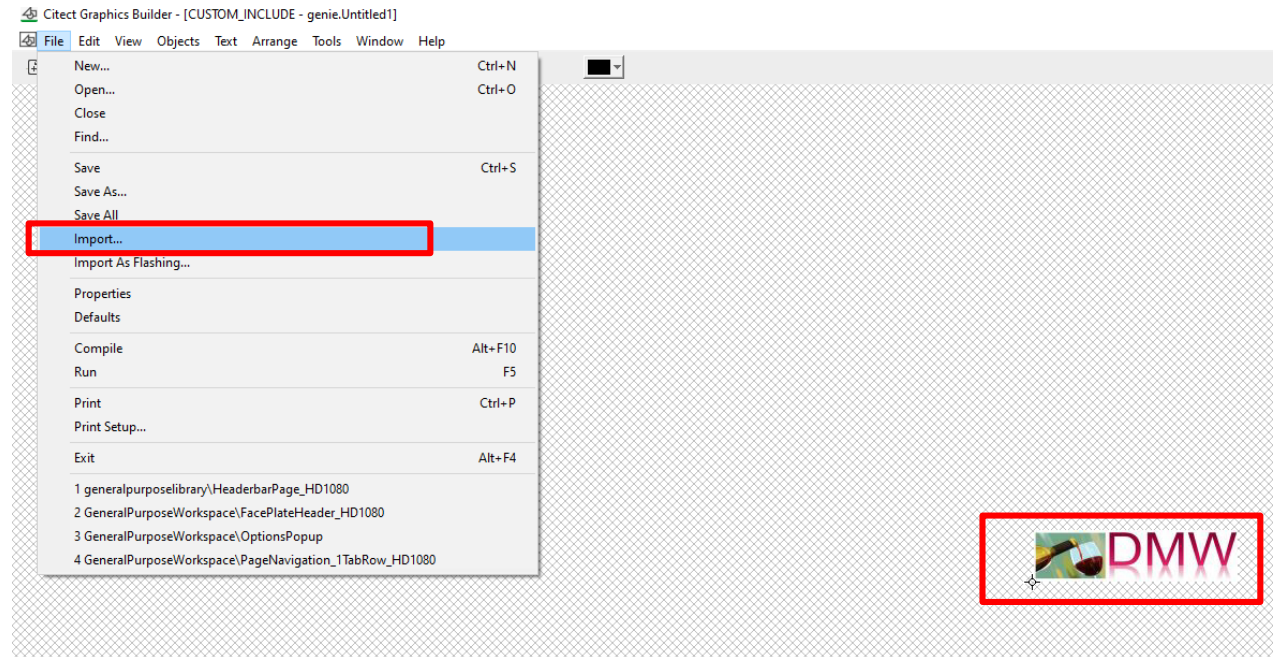 Citect Graphics Builder - [CUSTOM_INCLUDE - genie.Untitled1]
File Edit View Objects Text Arrange Tools Window Help
New... Ctrl+N
Open... Ctrl+O
Close
Find...
Save Ctrl+S
Save As...
Save All
Import...
Import As Flashing...
Properties
Defaults
Compile Alt+F10
Run F5
Print Ctrl+P
Print Setup...
Exit Alt+F4
1 generalpurposelibrary\HeaderbarPage_HD1080
2 GeneralPurposeWorkspace\FacePlateHeader_HD1080
3 GeneralPurposeWorkspace\OptionsPopup
4 GeneralPurposeWorkspace\PageNavigation_1TabRow_HD1080
DMW